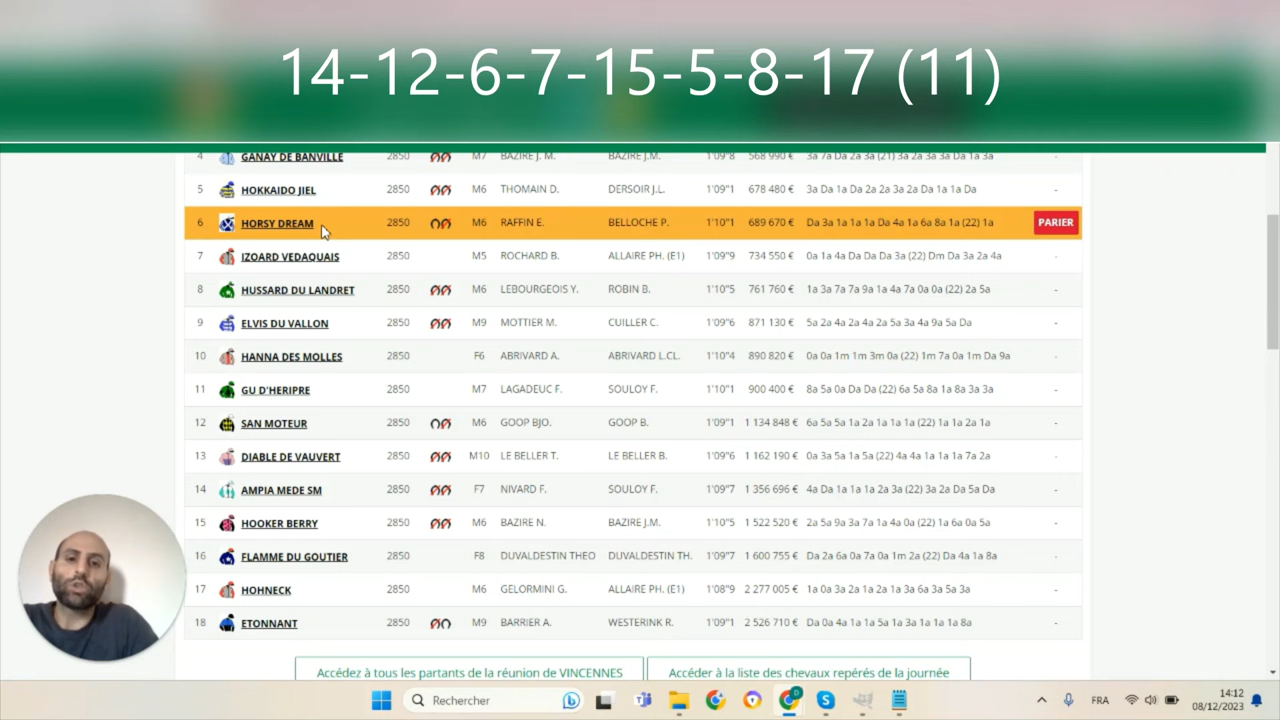 14-12-6-7-15-5-8-17 (11)
4 GANAY DE BANVILLE 2850 M7 BAZIRE J. M. BAZIRE J.M. 1'09"8 568 990 € 3a 7a Da 2a 3a (21) 3a 2a 3a 3a Da 1a 3a -
5 HOKKAIDO JIEL 2850 M6 THOMAIN D. DERSOIR J.L. 1'09"1 678 480 € 3a Da 1a Da 2a 2a 3a 2a Da 1a 1a Da -
6 HORSY DREAM 2850 M6 RAFFIN E. BELLOCHE P. 1'10"1 689 670 € Da 3a 1a 1a 1a Da 4a 1a 6a 8a 1a (22) 1a PARIER
7 IZOARD VEDAQUAIS 2850 M5 ROCHARD B. ALLAIRE PH. (E1) 1'09"9 734 550 € 0a 1a 4a Da Da Da 3a (22) Dm Da 3a 2a 4a -
8 HUSSARD DU LANDRET 2850 M6 LEBOURGEOIS Y. ROBIN B. 1'10"5 761 760 € 1a 3a 7a 7a 9a 1a 4a 7a 0a 0a (22) 2a 5a -
9 ELVIS DU VALLON 2850 M9 MOTTIER M. CUILLER C. 1'09"6 871 130 € 5a 2a 4a 2a 4a 2a 5a 3a 4a 9a 5a Da -
10 HANNA DES MOLLES 2850 F6 ABRIVARD A. ABRIVARD L.CL. 1'10"4 890 820 € 0a 0a 1m 1m 3m 0a (22) 1m 7a 0a 1m Da 9a -
11 GU D'HERIPRE 2850 M7 LAGADEUC F. SOULOY F. 1'10"1 900 400 € 8a 5a 0a Da Da (22) 6a 5a 8a 1a 8a 3a 3a -
12 SAN MOTEUR 2850 M6 GOOP BJO. GOOP B. 1'09"1 1 134 848 € 6a 5a 5a 1a 2a 1a 1a 1a (22) 1a 1a 2a 1a -
13 DIABLE DE VAUVERT 2850 M10 LE BELLER T. LE BELLER B. 1'09"6 1 162 190 € 0a 3a 5a 1a 5a (22) 4a 4a 1a 1a 1a 7a 2a -
14 AMPIA MEDE SM 2850 F7 NIVARD F. SOULOY F. 1'09"7 1 356 696 € 4a Da 1a 1a 1a 2a 3a (22) 3a 2a Da 5a Da -
15 HOOKER BERRY 2850 M6 BAZIRE N. BAZIRE J.M. 1'10"5 1 522 520 € 2a 5a 9a 3a 7a 1a 4a 0a (22) 1a 6a 0a 5a -
16 FLAMME DU GOUTIER 2850 F8 DUVALDESTIN THEO DUVALDESTIN TH. 1'09"7 1 600 755 € Da 2a 6a 0a 7a 0a 1m 2a (22) Da 4a 1a 8a -
17 HOHNECK 2850 M6 GELORMINI G. ALLAIRE PH. (E1) 1'08"9 2 277 005 € 1a 0a 3a 2a 1a 2a 1a 3a 6a 3a 5a 3a -
18 ETONNANT 2850 M9 BARRIER A. WESTERINK R. 1'09"1 2 526 710 € Da 0a 4a 1a 1a 5a 1a 3a 1a 1a 1a 8a -
Accédez à tous les partants de la réunion de VINCENNES Accéder à la liste des chevaux repérés de la journée
Rechercher FRA 14:12
08/12/2023